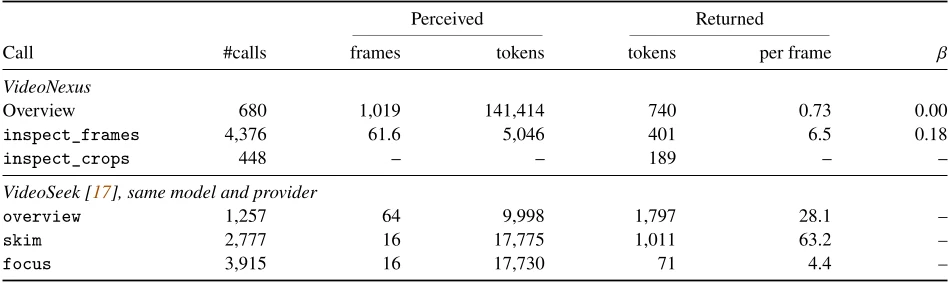 Perceived Returned
Call #calls frames tokens tokens per frame β
VideoNexus
Overview 680 1,019 141,414 740 0.73 0.00
inspect_frames 4,376 61.6 5,046 401 6.5 0.18
inspect_crops 448 – – 189 – –
VideoSeek [17], same model and provider
overview 1,257 64 9,998 1,797 28.1 –
skim 2,777 16 17,775 1,011 63.2 –
focus 3,915 16 17,730 71 4.4 –